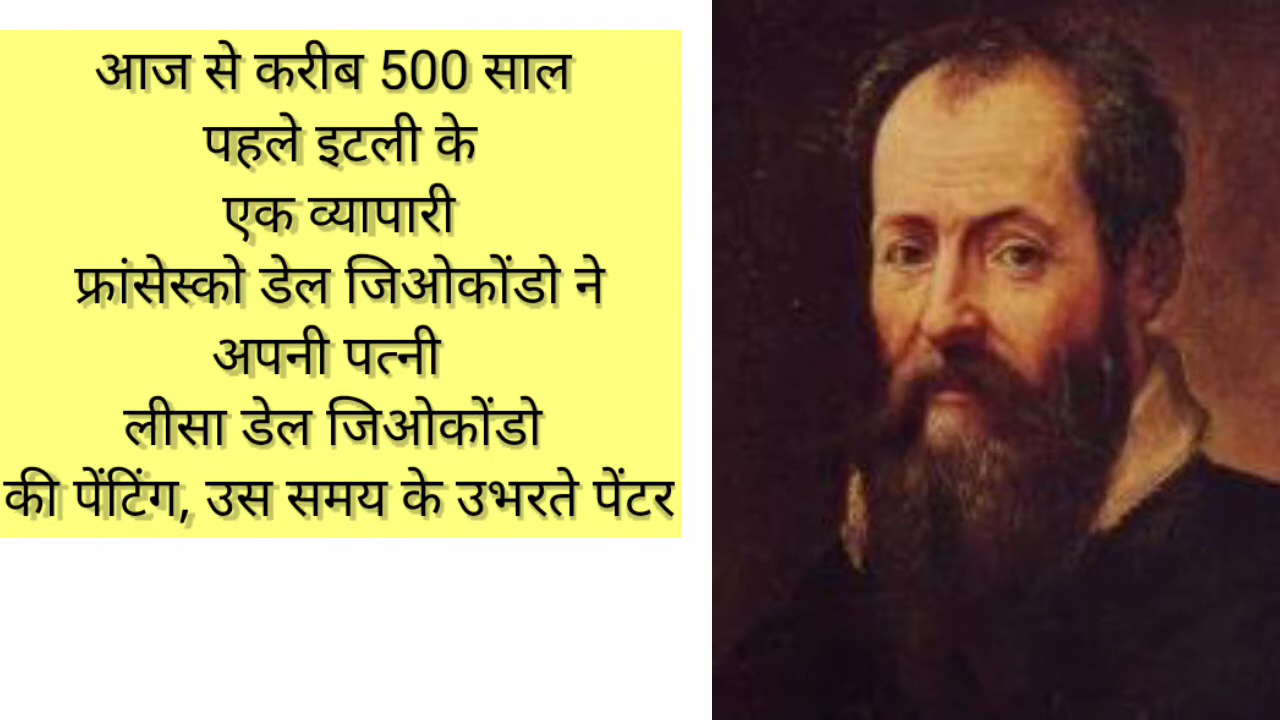 आज से करीब 500 साल
पहले इटली के
एक व्यापारी
फ्रांसेस्को डेल जिओकोंडो ने
अपनी पत्नी
लीसा डेल जिओकोंडो
की पेंटिंग, उस समय के उभरते पेंटर